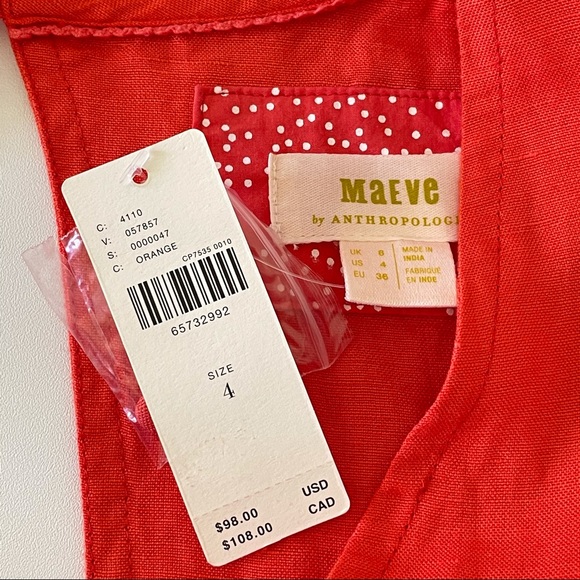 C: 4110
V: 057857
S: 0000047
C: ORANGE
CP7535 0010
65732992
SIZE
4
USD
$98.00
CAD
$108.00
MAEVE
by ANTHROPOLOGI
UK 8
US 4
EU 36
MADE IN
INDIA
FABRIQUÉ
EN INDE